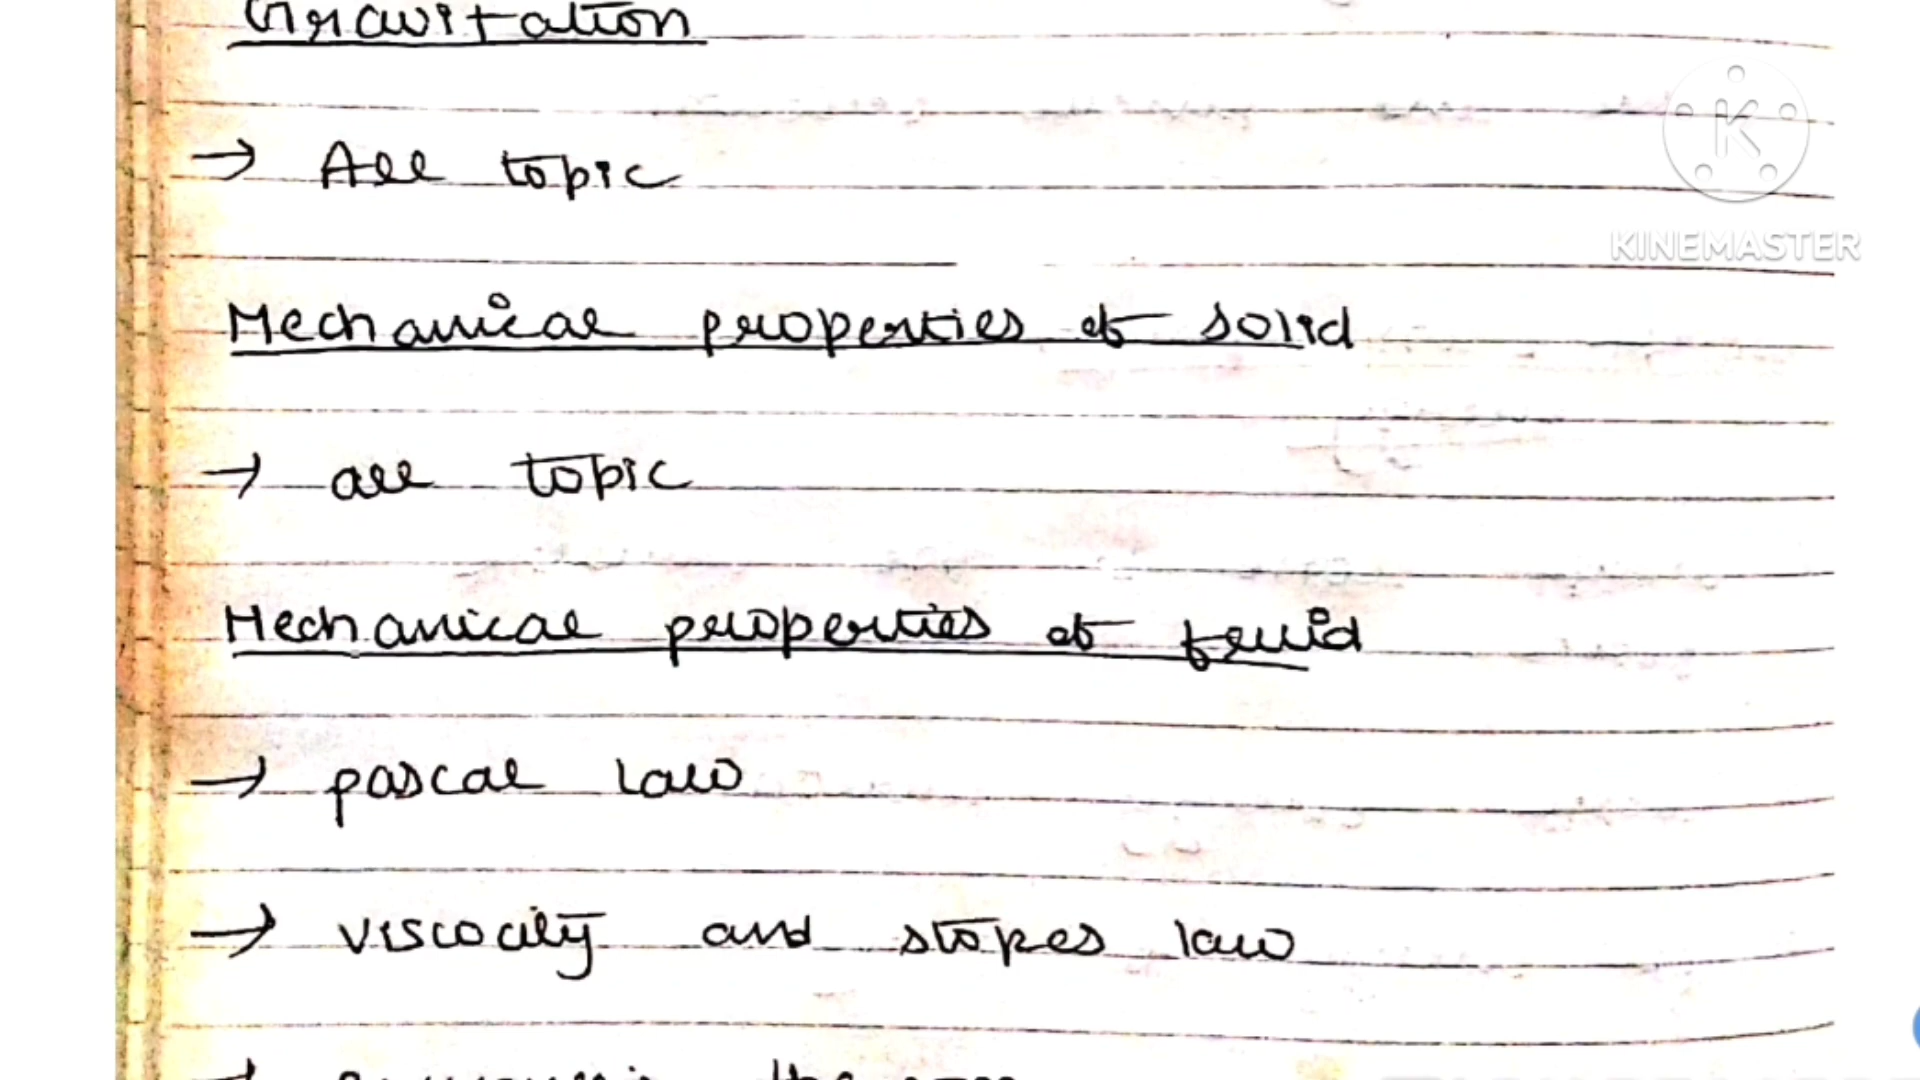 Gravitation
→ All topic
KINEMASTER
Mechanical properties of solid
→ all topic
Mechanical properties of fluid
→ pascal law
→ viscocity and stokes law